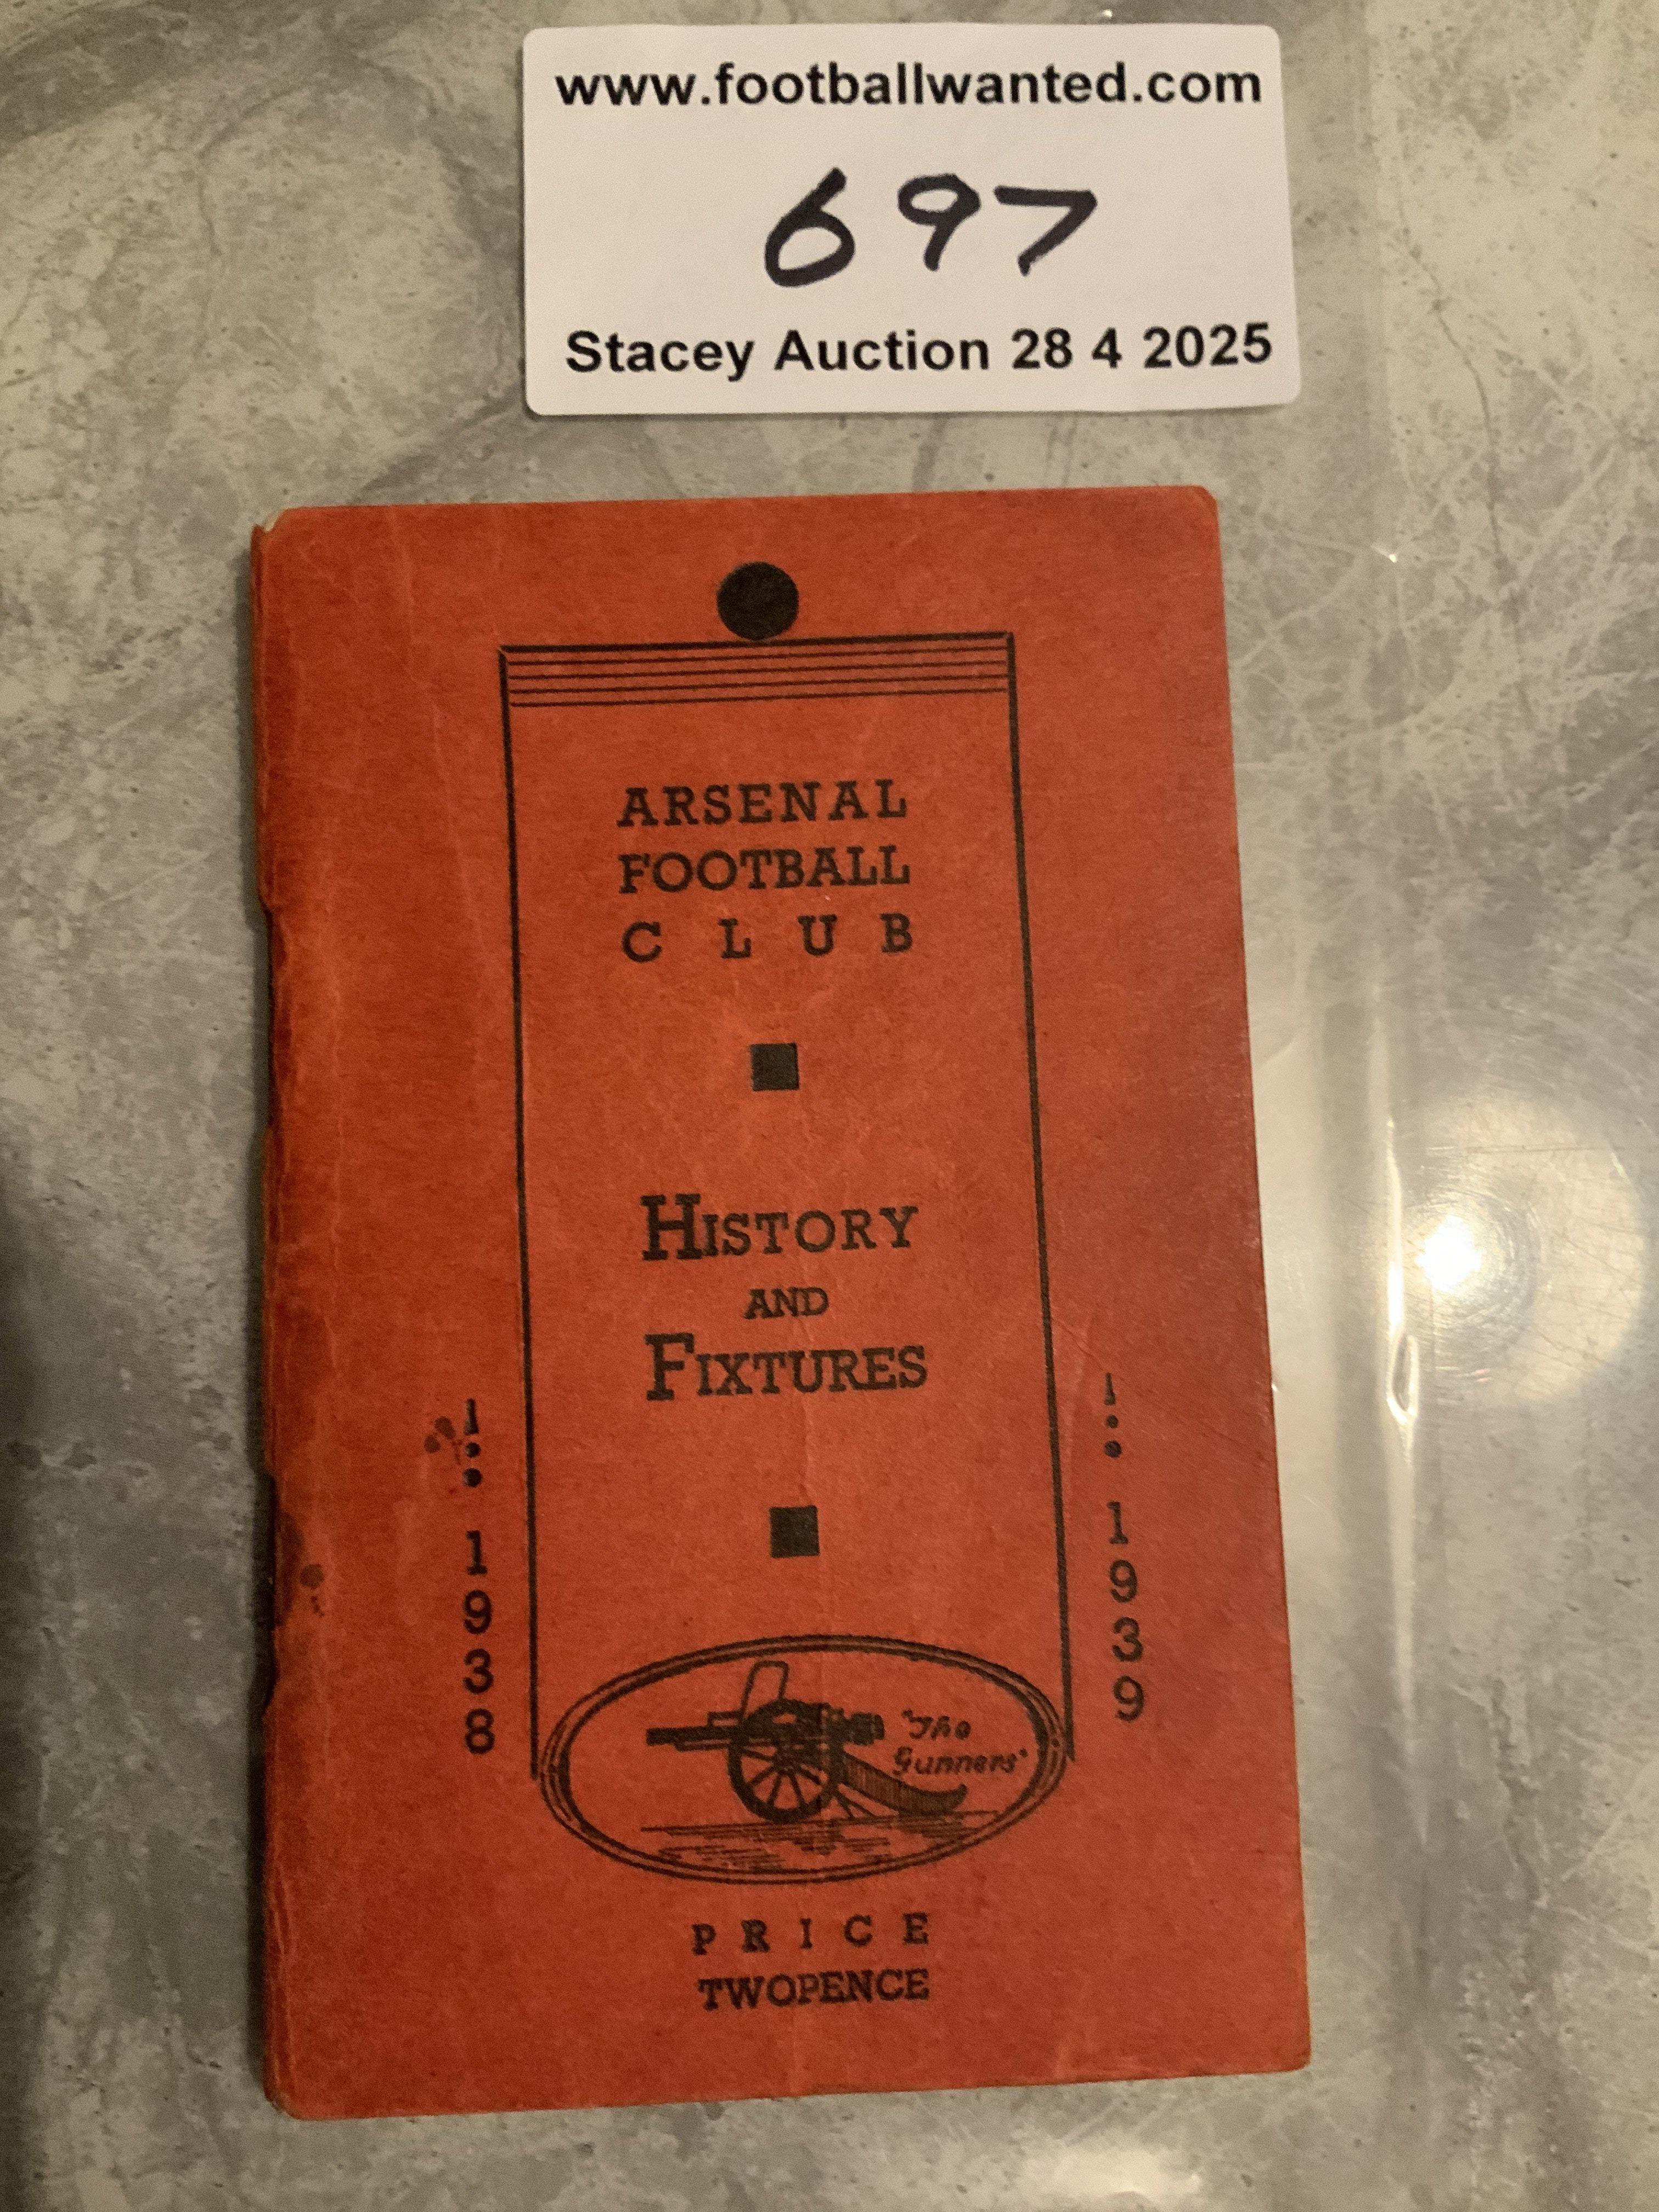 www.footballwanted.com
697
Stacey Auction 28 4 2025
ARSENAL
FOOTBALL
CLUB
HISTORY
AND
FIXTURES
1938
1939
"The
Gunners"
PRICE
TWOPENCE